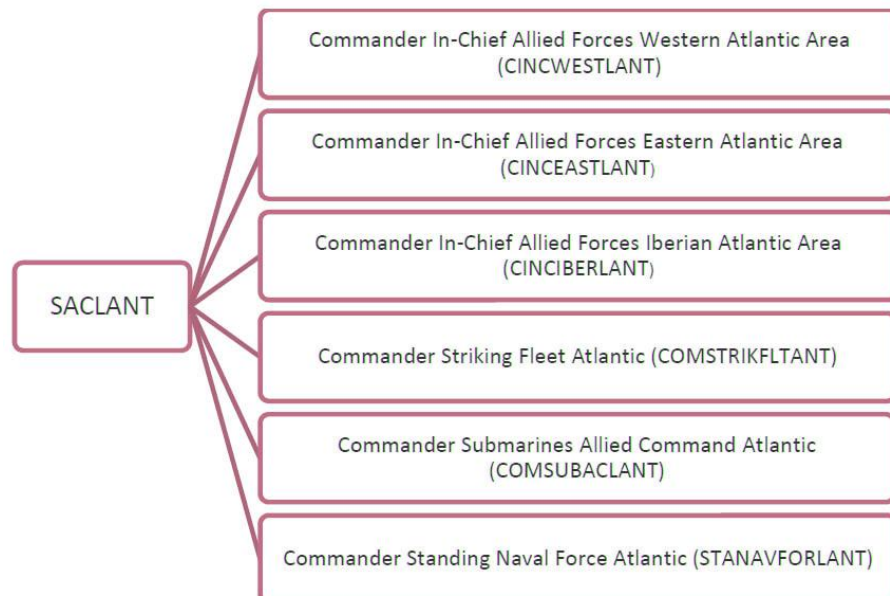 Commander In-Chief Allied Forces Western Atlantic Area
(CINCWESTLANT)
Commander In-Chief Allied Forces Eastern Atlantic Area
(CINCEASTLANT)
Commander In-Chief Allied Forces Iberian Atlantic Area
(CINCIBERLANT)
SACLANT
Commander Striking Fleet Atlantic (COMSTRIKFLTANT)
Commander Submarines Allied Command Atlantic
(COMSUBACLANT)
Commander Standing Naval Force Atlantic (STANAVFORLANT)